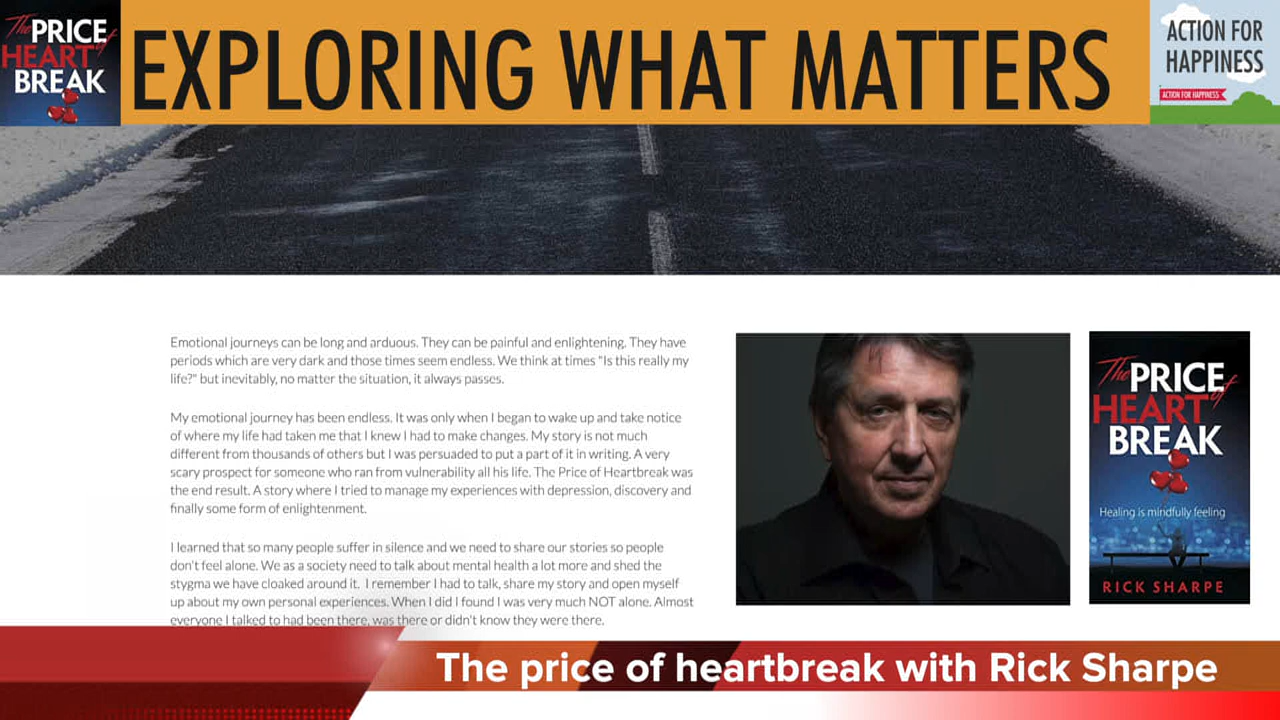 The PRICE of
HEART
BREAK
EXPLORING WHAT MATTERS
ACTION FOR
HAPPINESS
ACTION FOR HAPPINESS
Emotional journeys can be long and arduous. They can be painful and enlightening. They have
periods which are very dark and those times seem endless. We think at times "Is this really my
life?" but inevitably, no matter the situation, it always passes.
My emotional journey has been endless. It was only when I began to wake up and take notice
of where my life had taken me that I knew I had to make changes. My story is not much
different from thousands of others but I was persuaded to put a part of it in writing. A very
scary prospect for someone who ran from vulnerability all his life. The Price of Heartbreak was
the end result. A story where I tried to manage my experiences with depression, discovery and
finally some form of enlightenment.
I learned that so many people suffer in silence and we need to share our stories so people
don't feel alone. We as a society need to talk about mental health a lot more and shed the
stygma we have cloaked around it. I remember I had to talk, share my story and open myself
up about my own personal experiences. When I did I found I was very much NOT alone. Almost
everyone I talked to had been there, was there or didn't know they were there.
The PRICE of
HEART
BREAK
Healing is mindfully feeling
RICK SHARPE
The price of heartbreak with Rick Sharpe